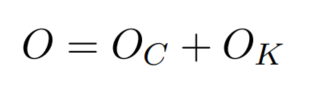 O = O_C + O_K